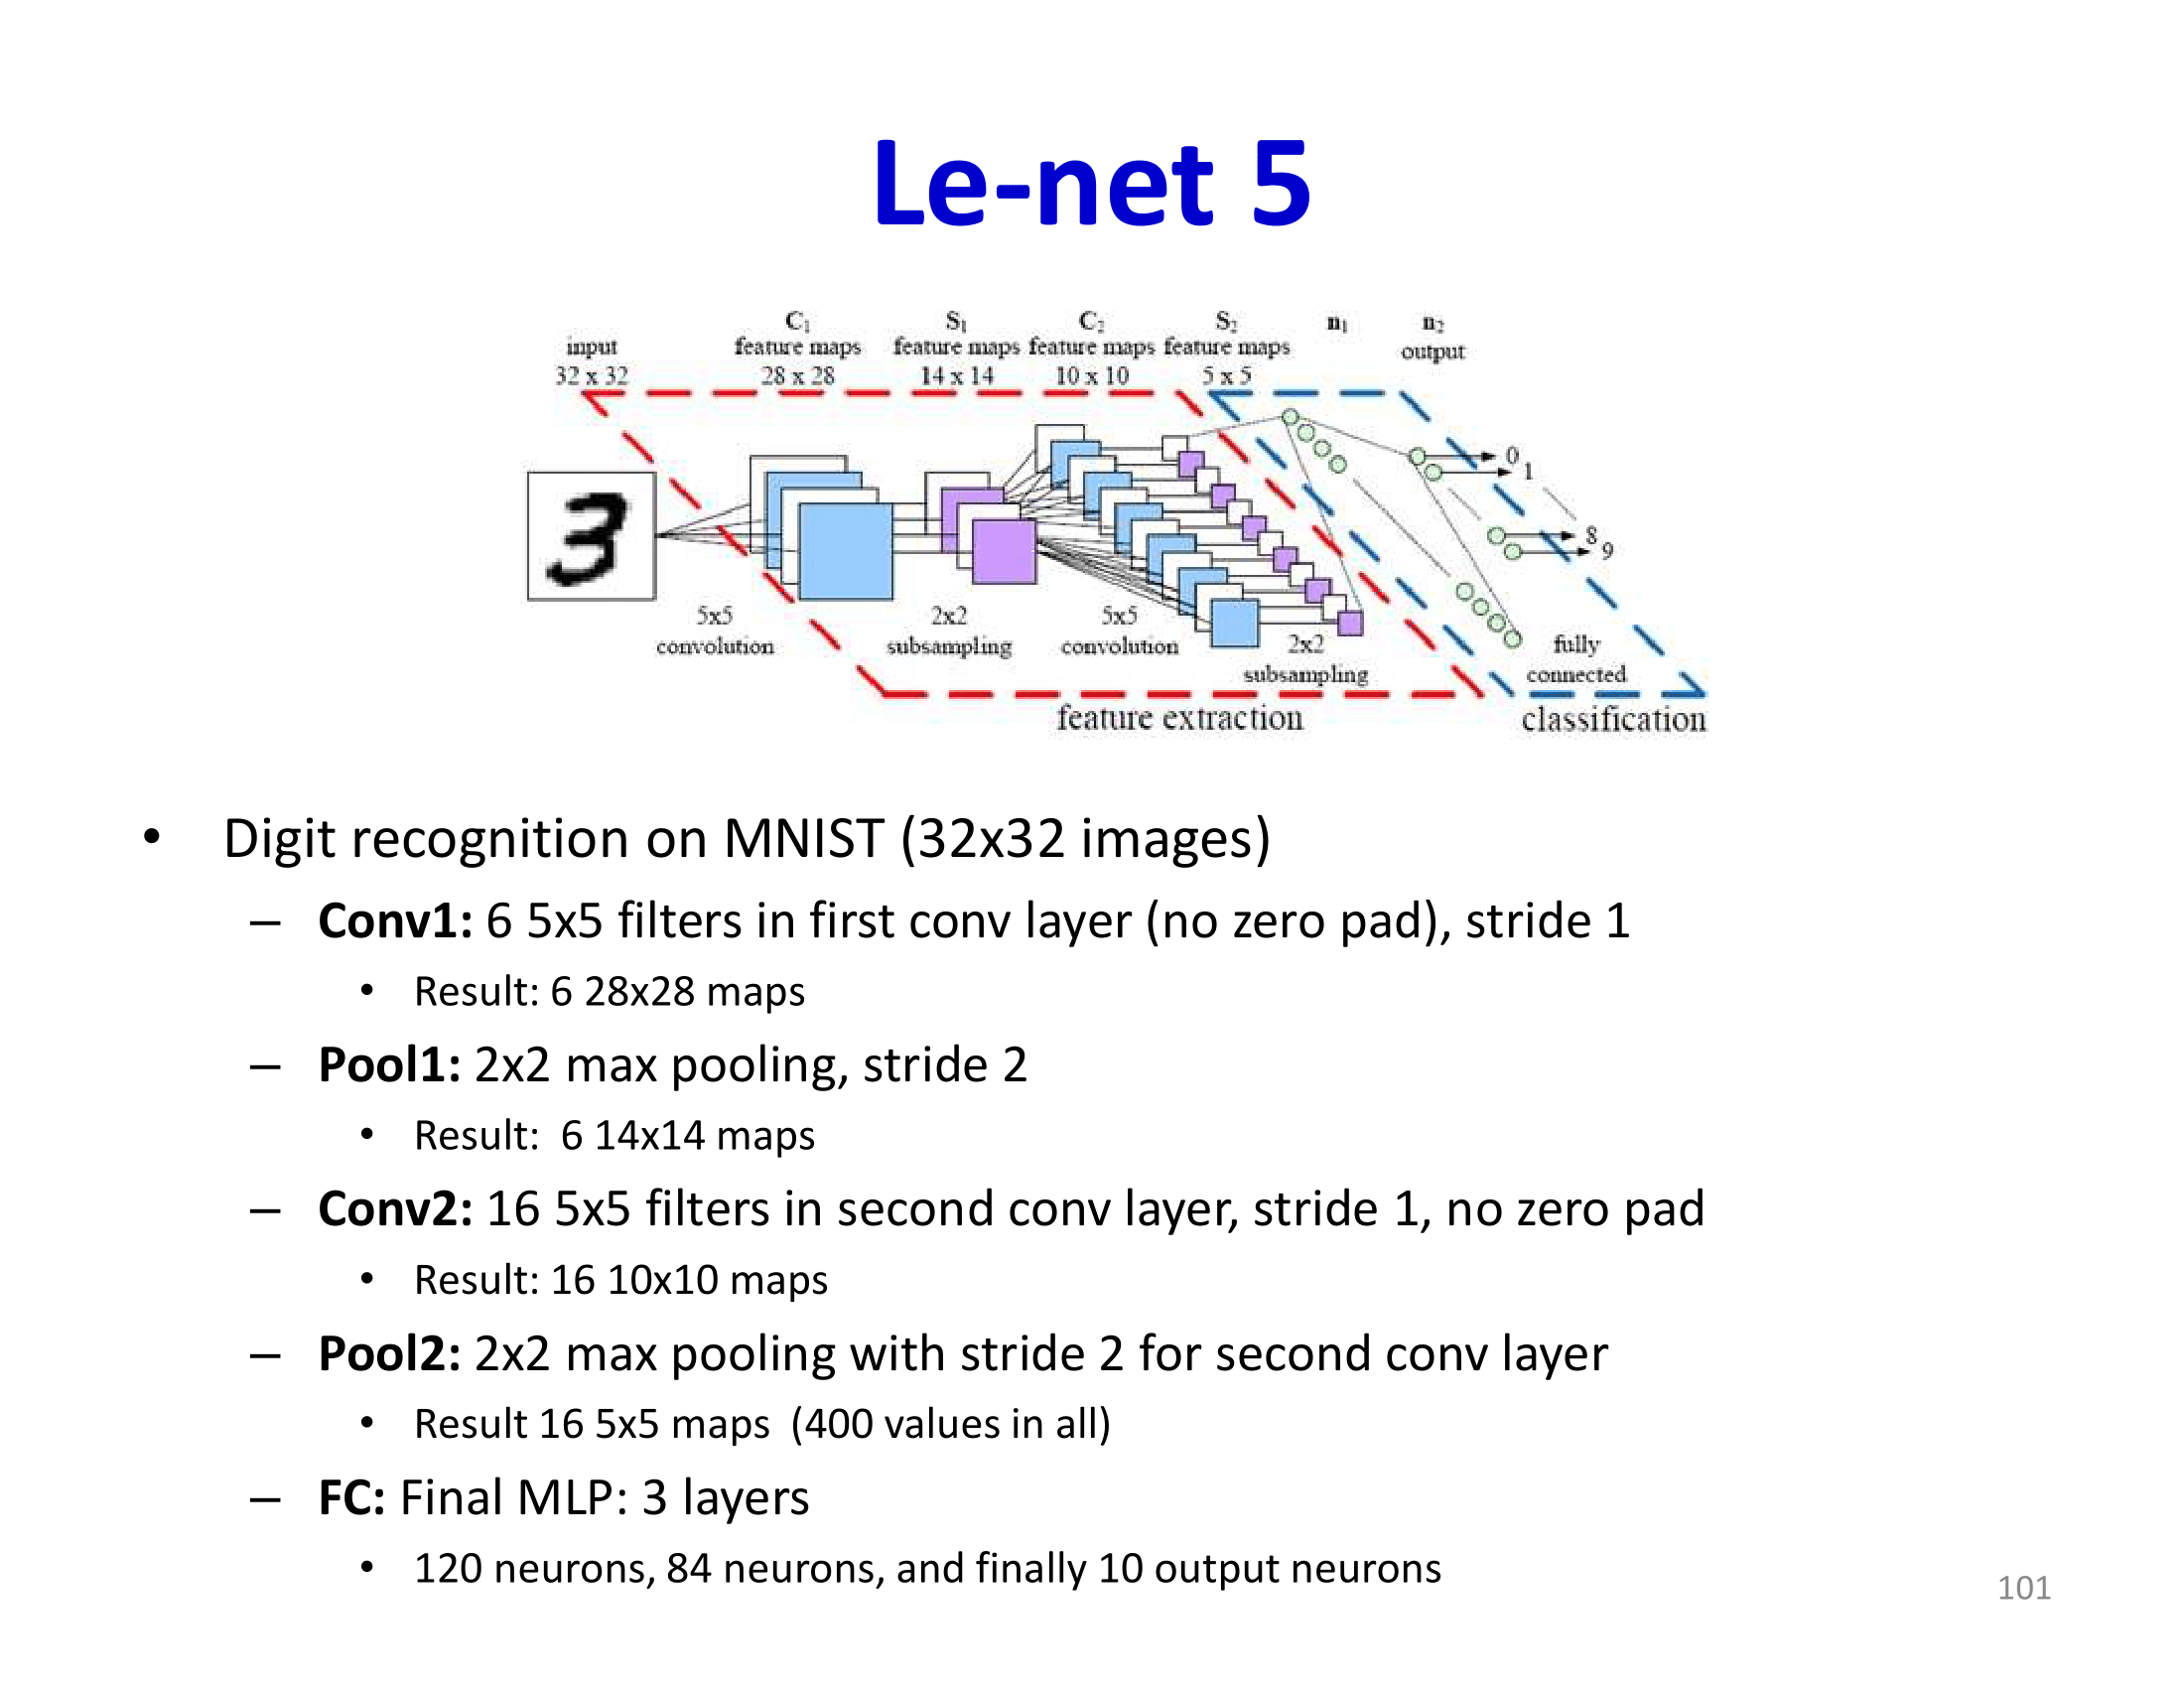 Le-net 5
C₁ S₁ C₂ S₂ n₁ n₂
input feature maps feature maps feature maps feature maps output
32 x 32 28 x 28 14 x 14 10 x 10 5 x 5
3
0
1
8
9
5x5 2x2 5x5 2x2 fully
convolution subsampling convolution subsampling connected
feature extraction classification
• Digit recognition on MNIST (32x32 images)
– Conv1: 6 5x5 filters in first conv layer (no zero pad), stride 1
• Result: 6 28x28 maps
– Pool1: 2x2 max pooling, stride 2
• Result: 6 14x14 maps
– Conv2: 16 5x5 filters in second conv layer, stride 1, no zero pad
• Result: 16 10x10 maps
– Pool2: 2x2 max pooling with stride 2 for second conv layer
• Result 16 5x5 maps (400 values in all)
– FC: Final MLP: 3 layers
• 120 neurons, 84 neurons, and finally 10 output neurons
101